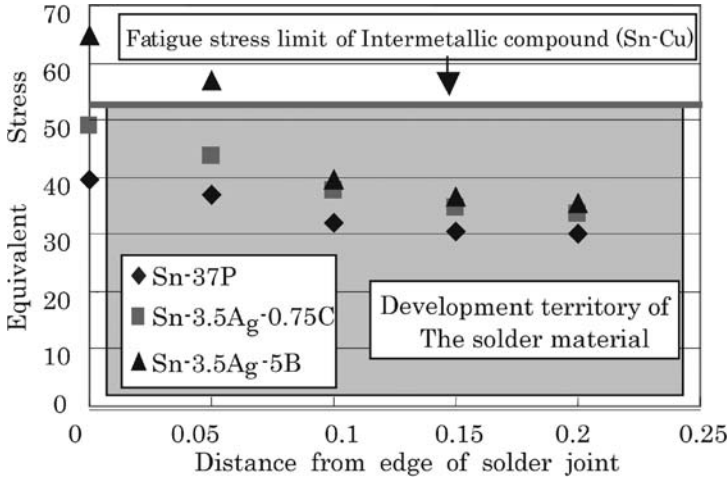 70
60
50
40
30
20
10
0
Equivalent Stress
Fatigue stress limit of Intermetallic compound (Sn-Cu)
Sn-37P
Sn-3.5Ag-0.75C
Sn-3.5Ag-5B
Development territory of
The solder material
0 0.05 0.1 0.15 0.2 0.25
Distance from edge of solder joint